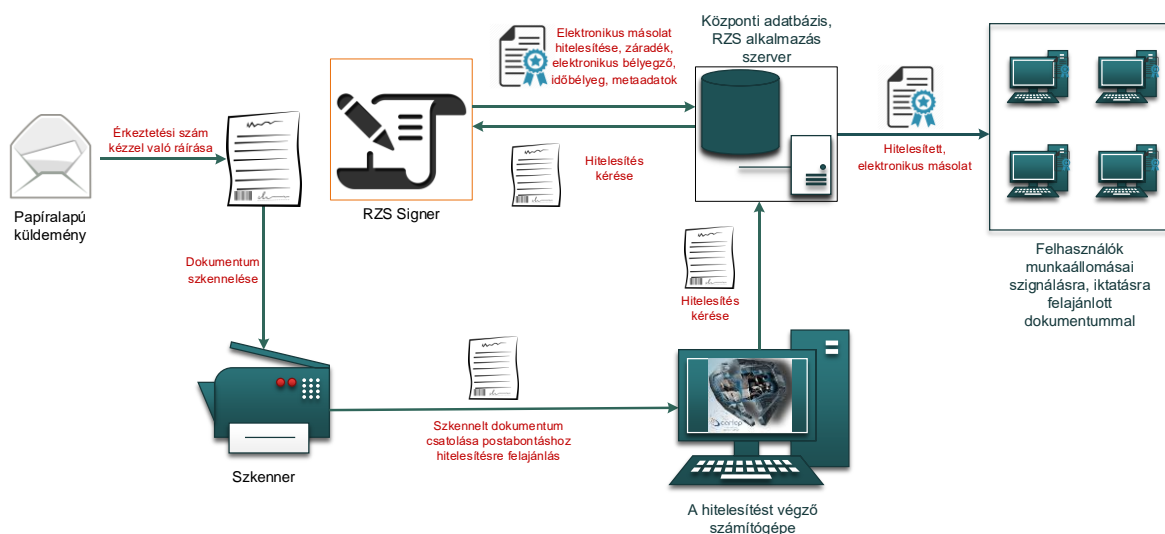 Érkeztetési szám
kézzel való ráírása
Papíralapú
küldemény
Dokumentum
szkennelése
Szkenner
Szkennelt dokumentum
csatolása postabontáshoz
hitelesítésre felajánlás
RZS Signer
Elektronikus másolat
hitelesítése, záradék,
elektronikus bélyegző,
időbélyeg, metaadatok
Hitelesítés
kérése
Központi adatbázis,
RZS alkalmazás
szerver
Hitelesítés
kérése
A hitelesítést végző
számítógépe
Hitelesített,
elektronikus másolat
Felhasználók
munkaállomásai
szignálásra, iktatásra
felajánlott
dokumentummal